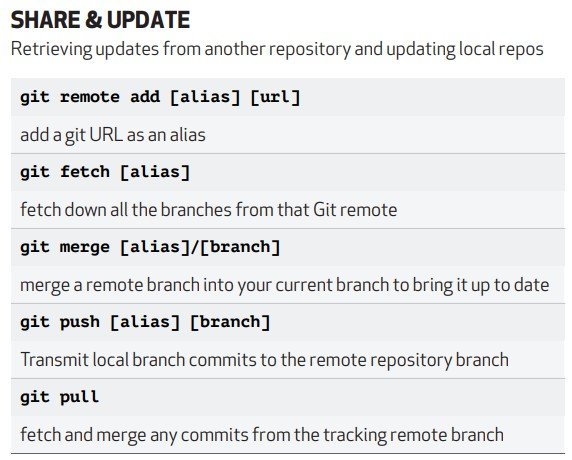 SHARE & UPDATE
Retrieving updates from another repository and updating local repos
git remote add [alias] [url]
add a git URL as an alias
git fetch [alias]
fetch down all the branches from that Git remote
git merge [alias]/[branch]
merge a remote branch into your current branch to bring it up to date
git push [alias] [branch]
Transmit local branch commits to the remote repository branch
git pull
fetch and merge any commits from the tracking remote branch